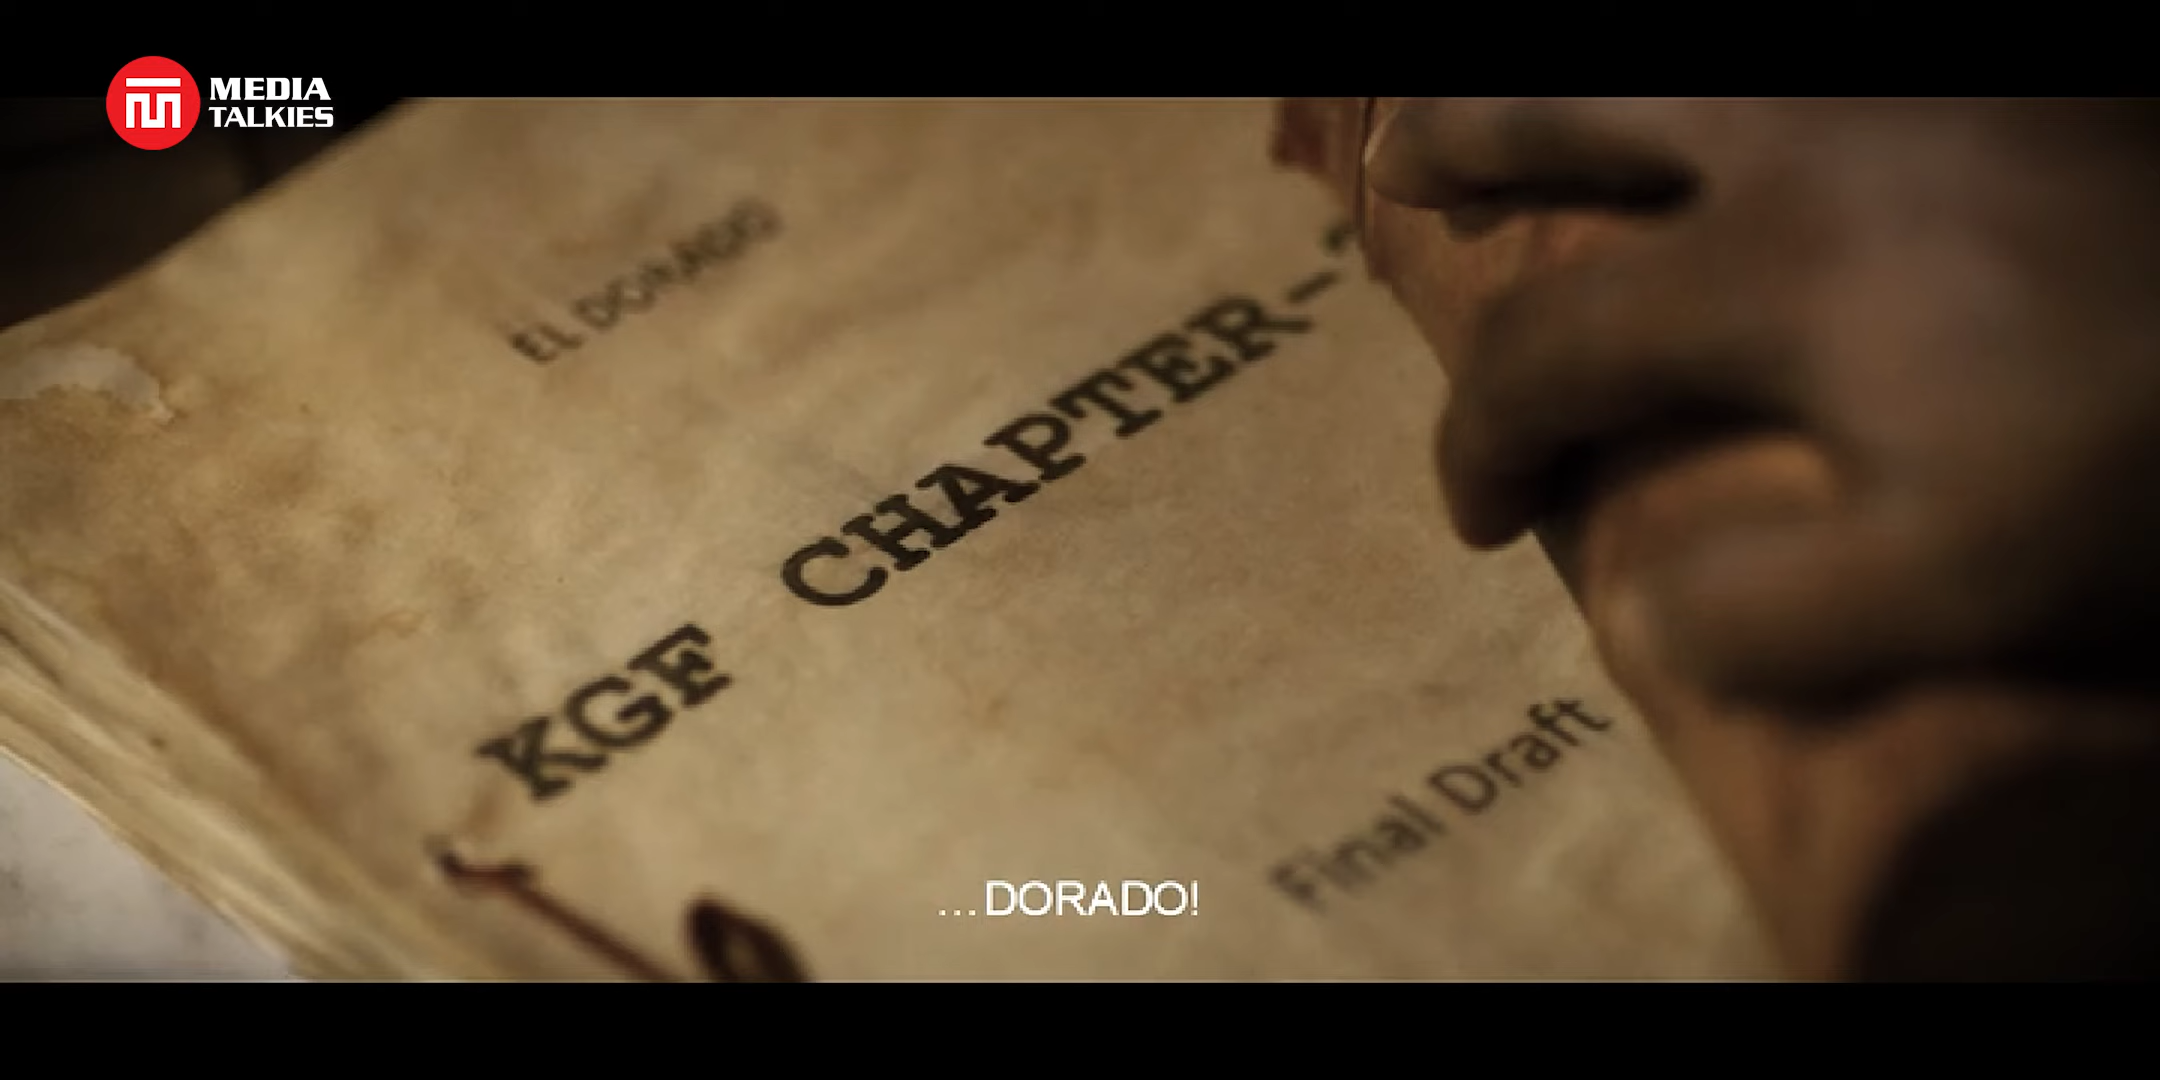 MEDIA
TALKIES
EL DORADO
KGF CHAPTER-
Final Draft
...DORADO!